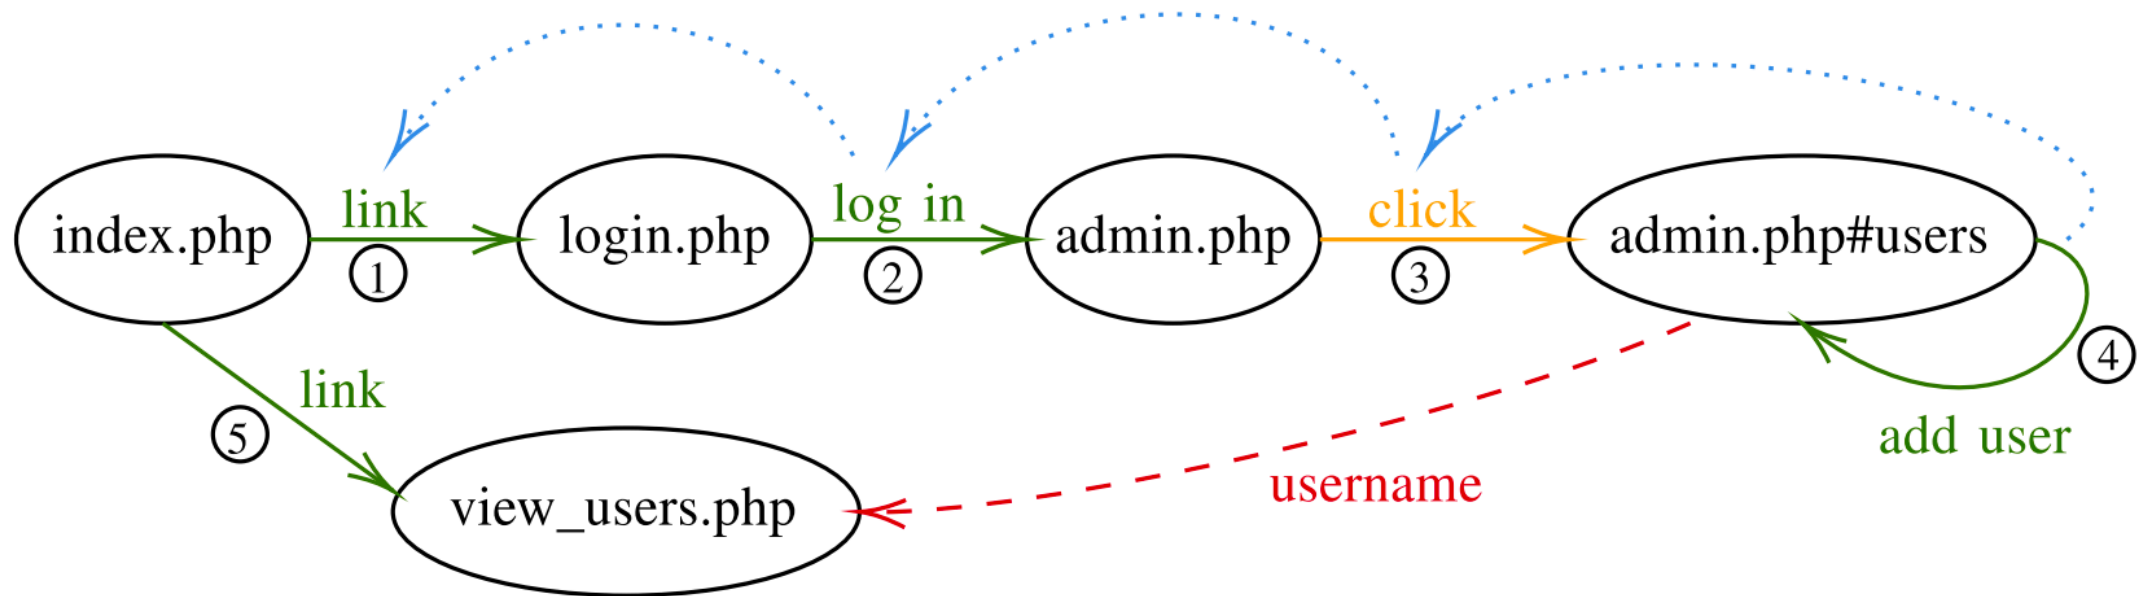 link
log in
click
index.php
login.php
admin.php
admin.php#users
1
2
3
4
link
5
add user
username
view_users.php